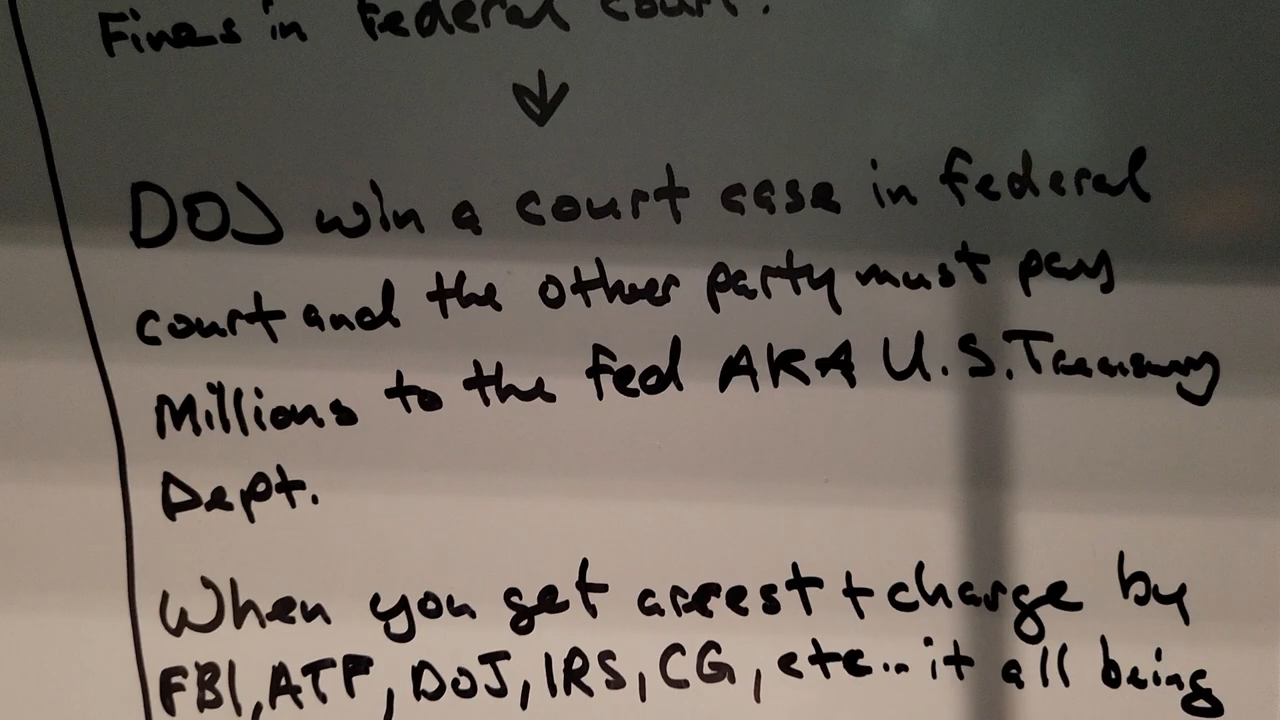 Fines in Federal court.
↓
DOJ win a court case in federal
court and the other party must pay
Millions to the Fed AKA U.S. Treasury
Dept.
When you get arrest + charge by
FBI, ATF, DOJ, IRS, CG, etc... it all being